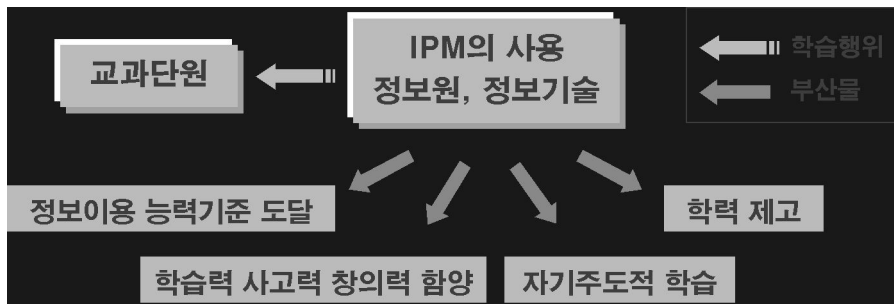 교과단원
IPM의 사용
정보원, 정보기술
학습행위
부산물
정보이용 능력기준 도달
학력 제고
학습력 사고력 창의력 함양
자기주도적 학습